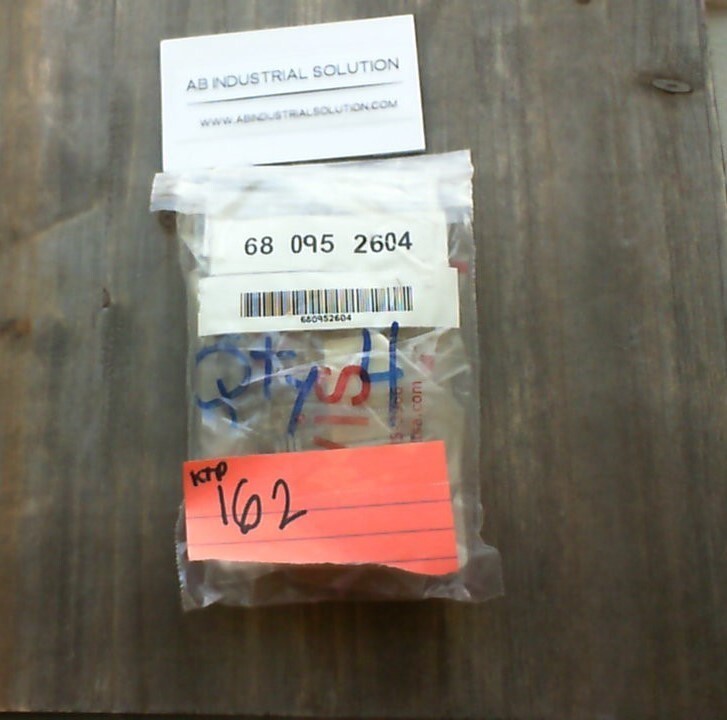 AB INDUSTRIAL SOLUTION
WWW.ABINDUSTRIALSOLUTION.COM
68 095 2604
680952604
Qty 4
KTP
162